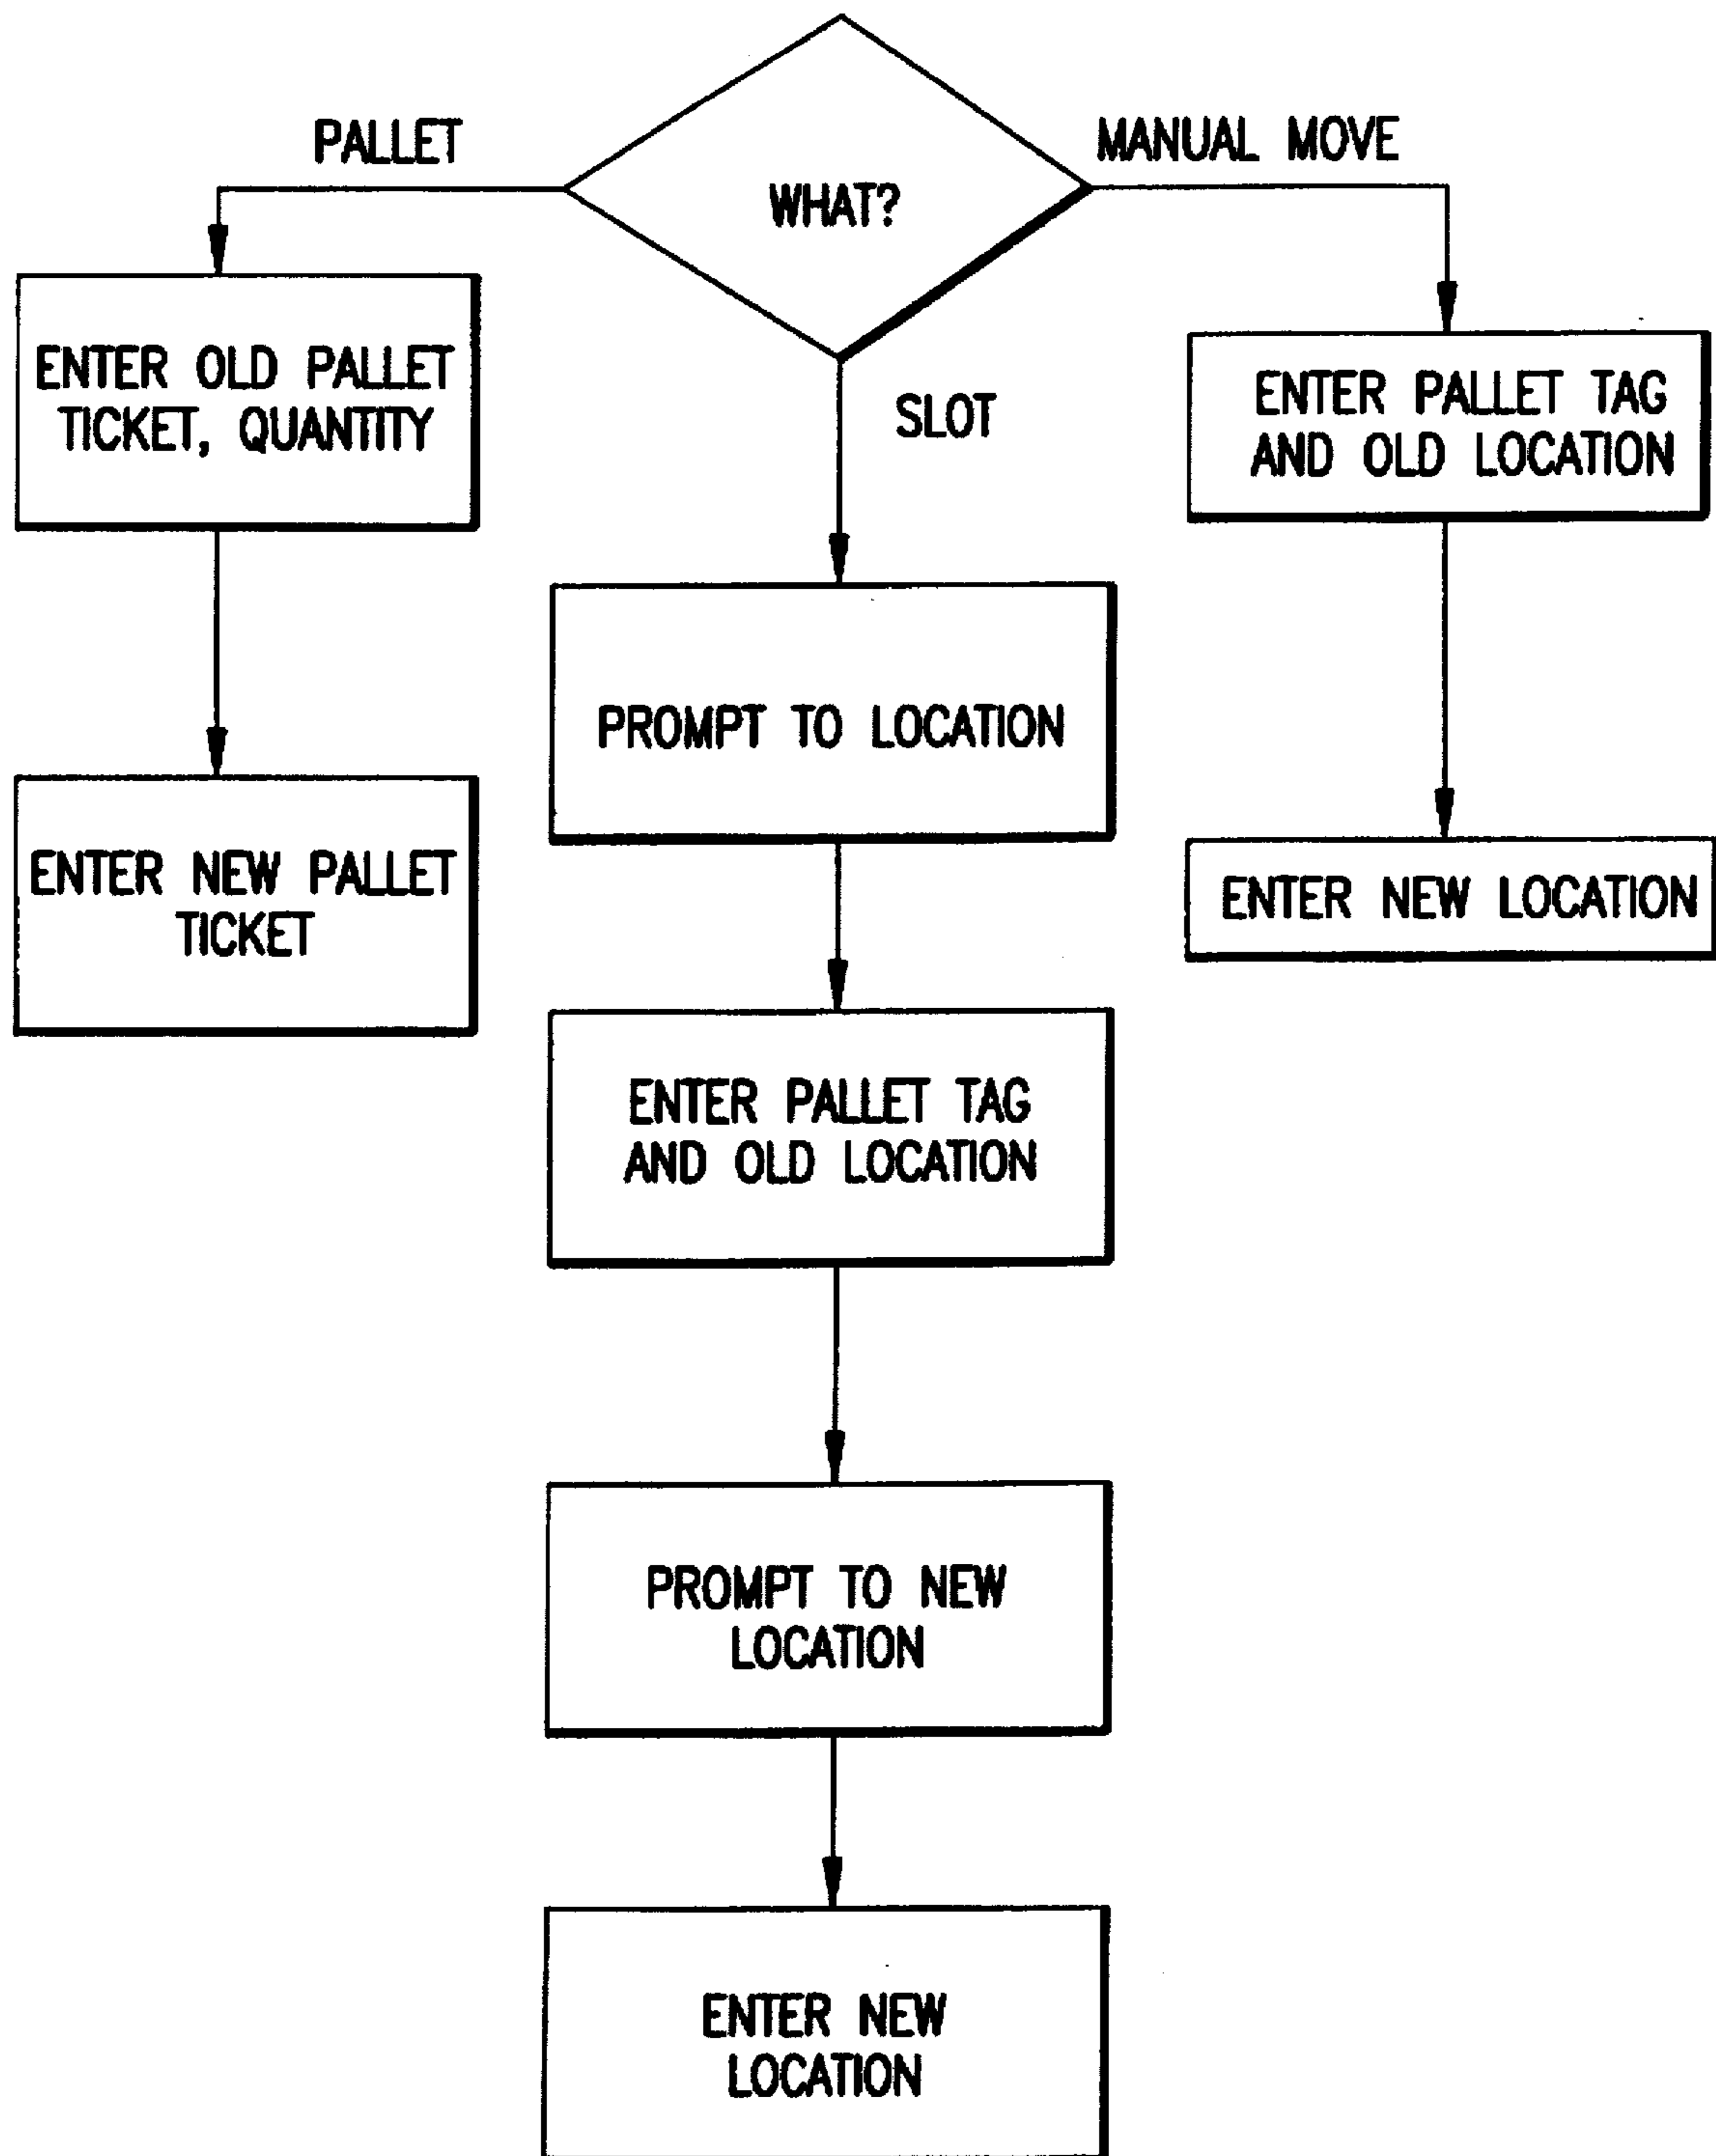 PALLET
WHAT?
MANUAL MOVE
ENTER OLD PALLET
TICKET, QUANTITY
SLOT
ENTER PALLET TAG
AND OLD LOCATION
PROMPT TO LOCATION
ENTER NEW PALLET
TICKET
ENTER NEW LOCATION
ENTER PALLET TAG
AND OLD LOCATION
PROMPT TO NEW
LOCATION
ENTER NEW
LOCATION